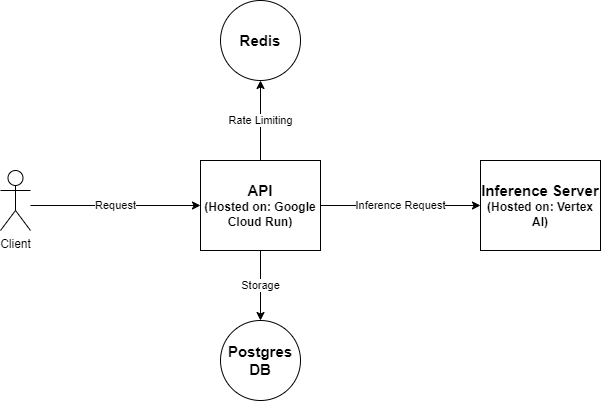 Redis
Rate Limiting
API
(Hosted on: Google
Cloud Run)
Inference Server
(Hosted on: Vertex
AI)
Request
Inference Request
Client
Storage
Postgres
DB